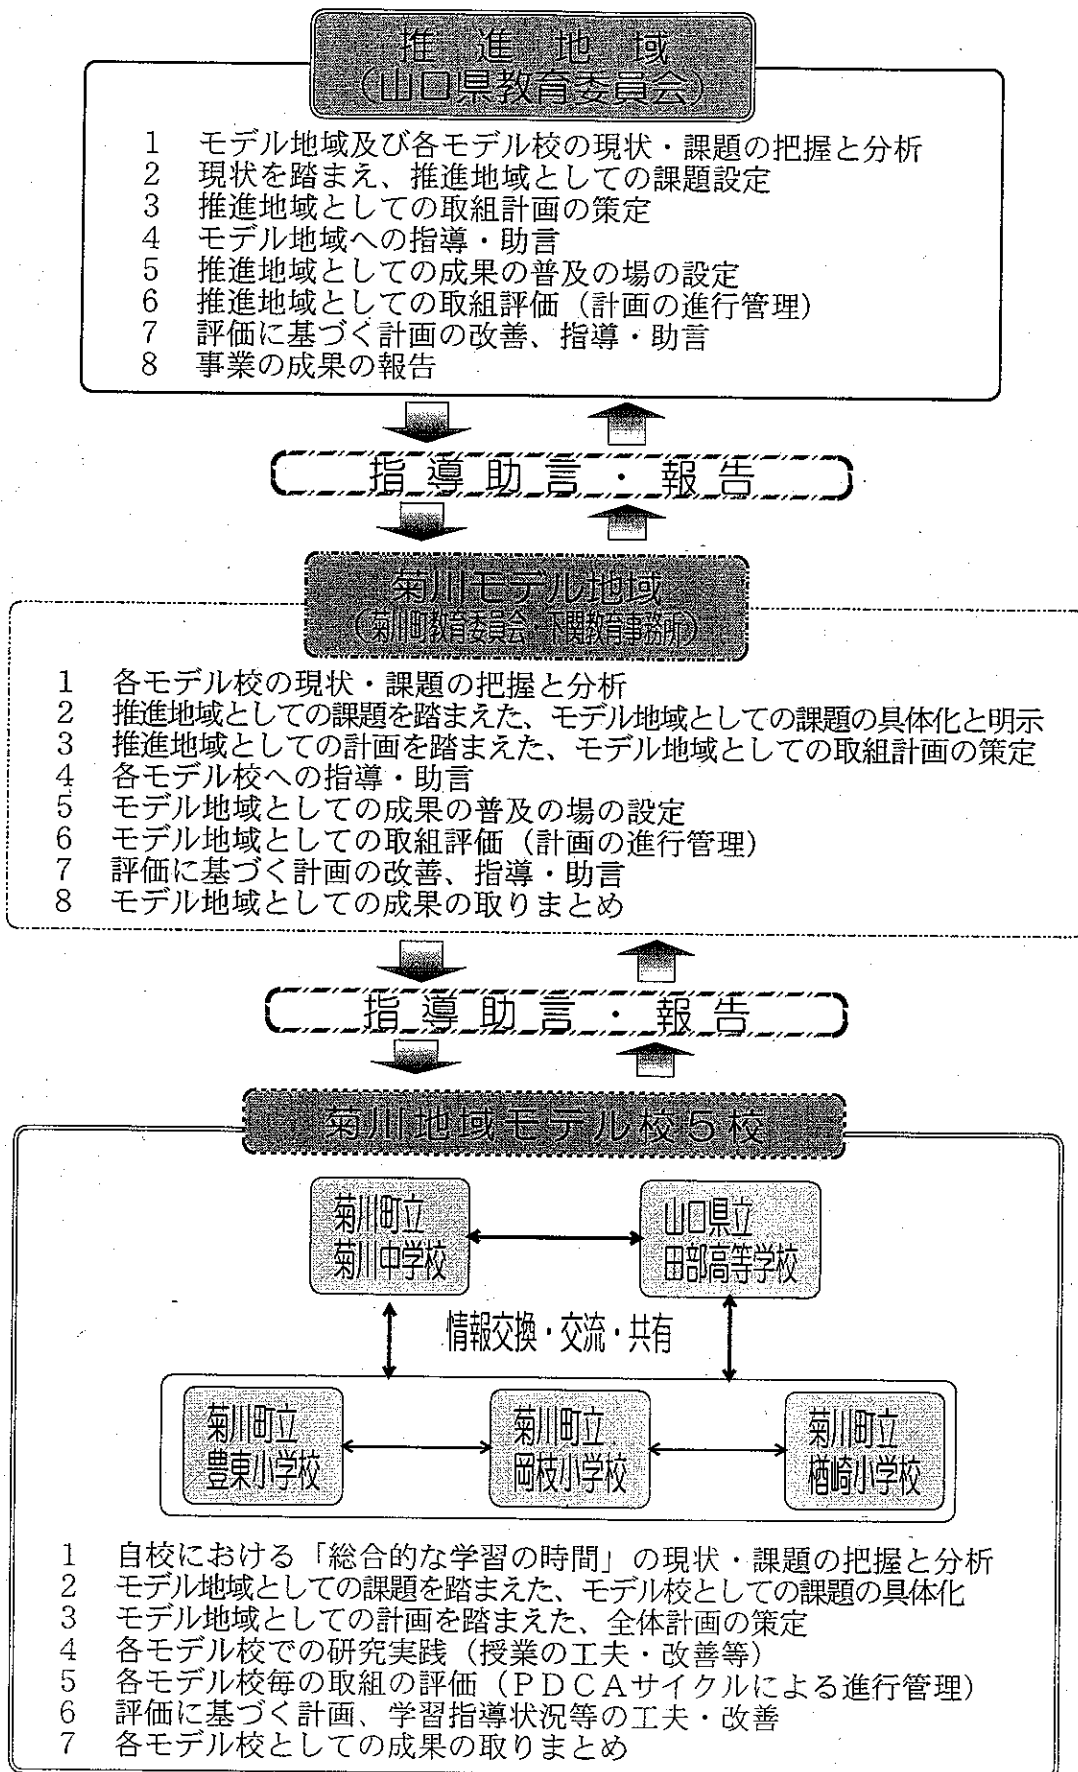 推進地域
(山口県教育委員会)
1 モデル地域及び各モデル校の現状・課題の把握と分析
2 現状を踏まえ、推進地域としての課題設定
3 推進地域としての取組計画の策定
4 モデル地域への指導・助言
5 推進地域としての成果の普及の場の設定
6 推進地域としての取組評価(計画の進行管理)
7 評価に基づく計画の改善、指導・助言
8 事業の成果の報告
指導助言・報告
菊川モデル地域
(菊川町教育委員会・下関教育事務所)
1 各モデル校の現状・課題の把握と分析
2 推進地域としての課題を踏まえた、モデル地域としての課題の具体化と明示
3 推進地域としての計画を踏まえた、モデル地域としての取組計画の策定
4 各モデル校への指導・助言
5 モデル地域としての成果の普及の場の設定
6 モデル地域としての取組評価(計画の進行管理)
7 評価に基づく計画の改善、指導・助言
8 モデル地域としての成果の取りまとめ
指導助言・報告
菊川地域モデル校5校
菊川町立
菊川中学校
山口県立
田部高等学校
情報交換・交流・共有
菊川町立
豊東小学校
菊川町立
岡枝小学校
菊川町立
楢崎小学校
1 自校における「総合的な学習の時間」の現状・課題の把握と分析
2 モデル地域としての課題を踏まえた、モデル校としての課題の具体化
3 モデル地域としての計画を踏まえた、全体計画の策定
4 各モデル校での研究実践(授業の工夫・改善等)
5 各モデル校毎の取組の評価(PDCAサイクルによる進行管理)
6 評価に基づく計画、学習指導状況等の工夫・改善
7 各モデル校としての成果の取りまとめ